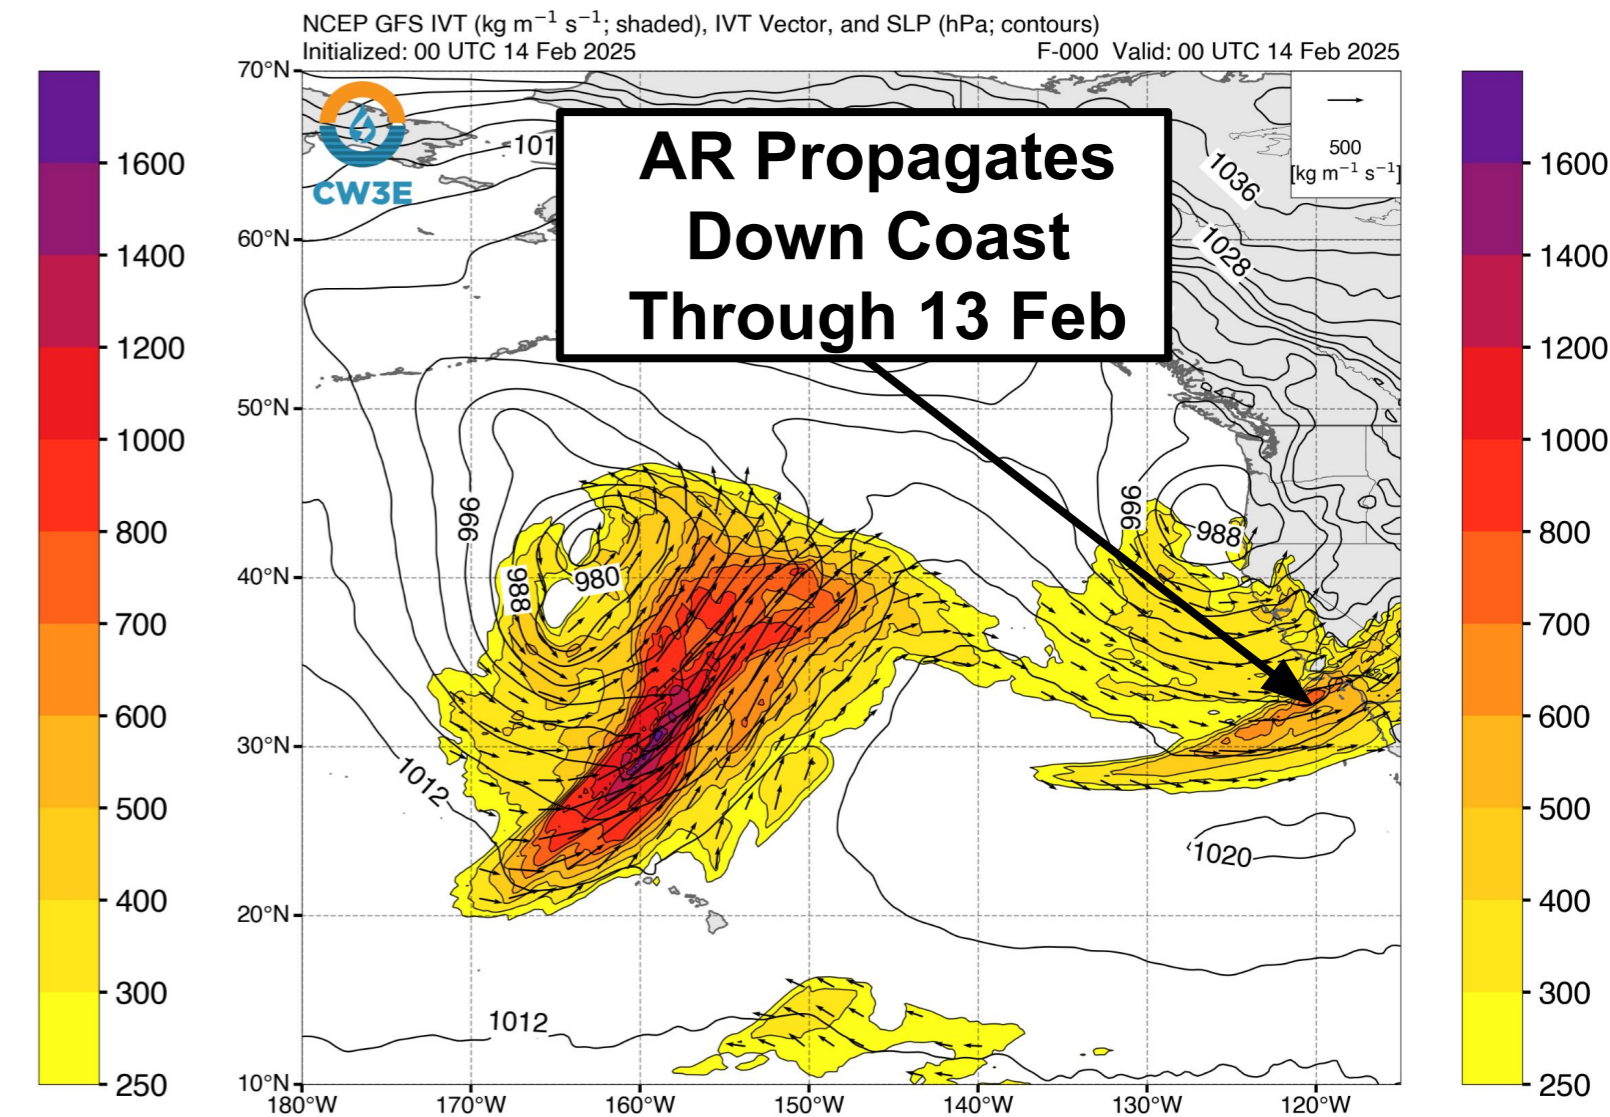 NCEP GFS IVT (kg m⁻¹ s⁻¹; shaded), IVT Vector, and SLP (hPa; contours)
Initialized: 00 UTC 14 Feb 2025
F-000 Valid: 00 UTC 14 Feb 2025
CW3E
AR Propagates
Down Coast
Through 13 Feb
500
[kg m⁻¹ s⁻¹]
1600
1400
1200
1000
800
700
600
500
400
300
250
70°N
60°N
50°N
40°N
30°N
20°N
10°N
101
1036
1028
996
988
980
996
988
1012
1020
1012
180°W
170°W
160°W
150°W
140°W
130°W
120°W
1600
1400
1200
1000
800
700
600
500
400
300
250